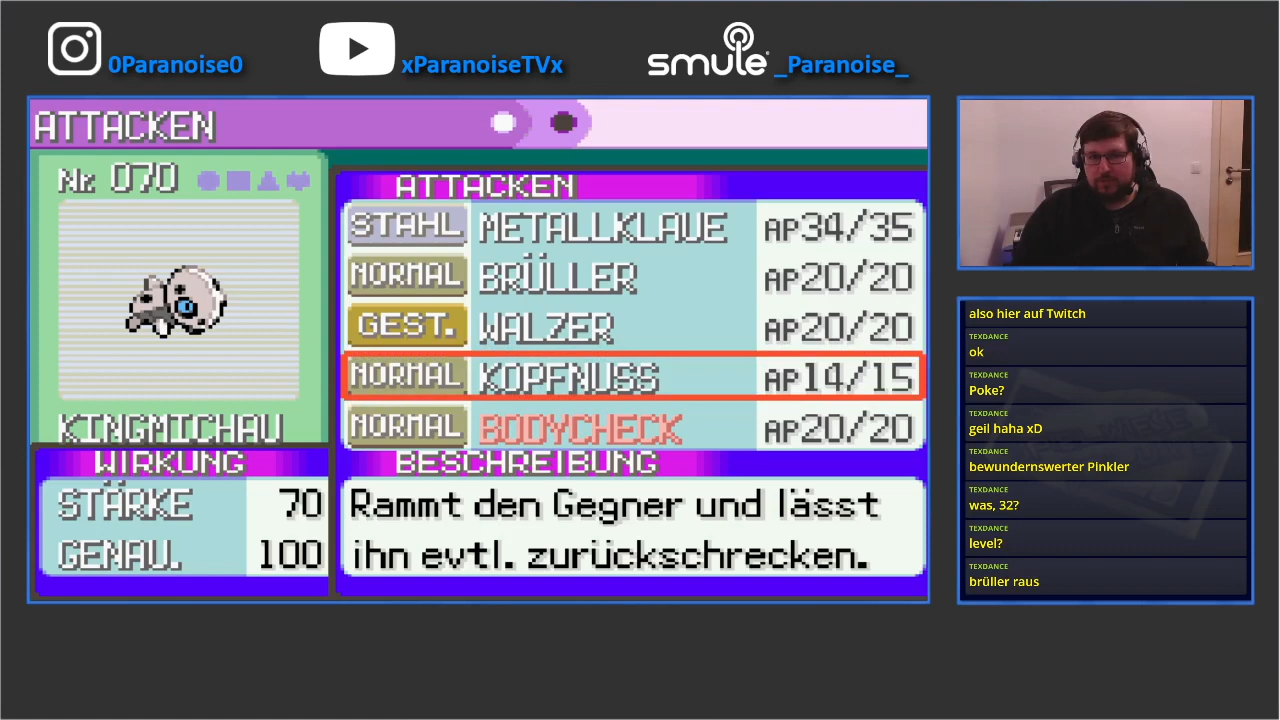 0Paranoise0
xParanoiseTVx
smule
_Paranoise_
ATTACKEN
Nr. 070
KINGMICHAU
ATTACKEN
STAHL METALLKLAUE AP34/35
NORMAL BRÜLLER AP20/20
GEST. WALZER AP20/20
NORMAL KOPFNUSS AP14/15
NORMAL BODYCHECK AP20/20
WIRKUNG
STÄRKE 70
GENAU. 100
BESCHREIBUNG
Rammt den Gegner und lässt
ihn evtl. zurückschrecken.
also hier auf Twitch
TEXDANCE
ok
TEXDANCE
Poke?
TEXDANCE
geil haha xD
TEXDANCE
bewundernswerter Pinkler
TEXDANCE
was, 32?
TEXDANCE
level?
TEXDANCE
brüller raus